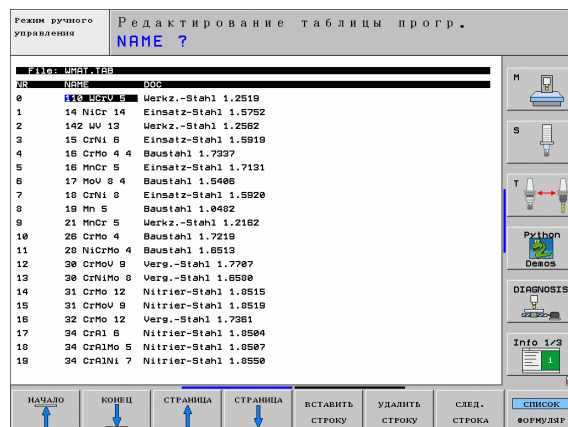 Режим ручного
управления
Редактирование таблицы прогр.
NAME ?
File: WMAT.TAB
NR NAME DOC
0 110 WCrV 5 Werkz.-Stahl 1.2519
1 14 NiCr 14 Einsatz-Stahl 1.5752
2 142 WV 13 Werkz.-Stahl 1.2562
3 15 CrNi 6 Einsatz-Stahl 1.5919
4 16 CrMo 4 4 Baustahl 1.7337
5 16 MnCr 5 Einsatz-Stahl 1.7131
6 17 MoV 8 4 Baustahl 1.5406
7 18 CrNi 8 Einsatz-Stahl 1.5920
8 19 Mn 5 Baustahl 1.0482
9 21 MnCr 5 Werkz.-Stahl 1.2162
10 26 CrMo 4 Baustahl 1.7219
11 28 NiCrMo 4 Baustahl 1.6513
12 30 CrMoV 9 Verg.-Stahl 1.7707
13 30 CrNiMo 8 Verg.-Stahl 1.6580
14 31 CrMo 12 Nitrier-Stahl 1.8515
15 31 CrMoV 9 Nitrier-Stahl 1.8519
16 32 CrMo 12 Verg.-Stahl 1.7361
17 34 CrAl 6 Nitrier-Stahl 1.8504
18 34 CrAlMo 5 Nitrier-Stahl 1.8507
19 34 CrAlNi 7 Nitrier-Stahl 1.8550
M
S
T
Python
Demos
DIAGNOSIS
Info 1/3
i
НАЧАЛО
КОНЕЦ
СТРАНИЦА
СТРАНИЦА
ВСТАВИТЬ
СТРОКУ
УДАЛИТЬ
СТРОКУ
СЛЕД.
СТРОКА
СПИСОК
ФОРМУЛЯР